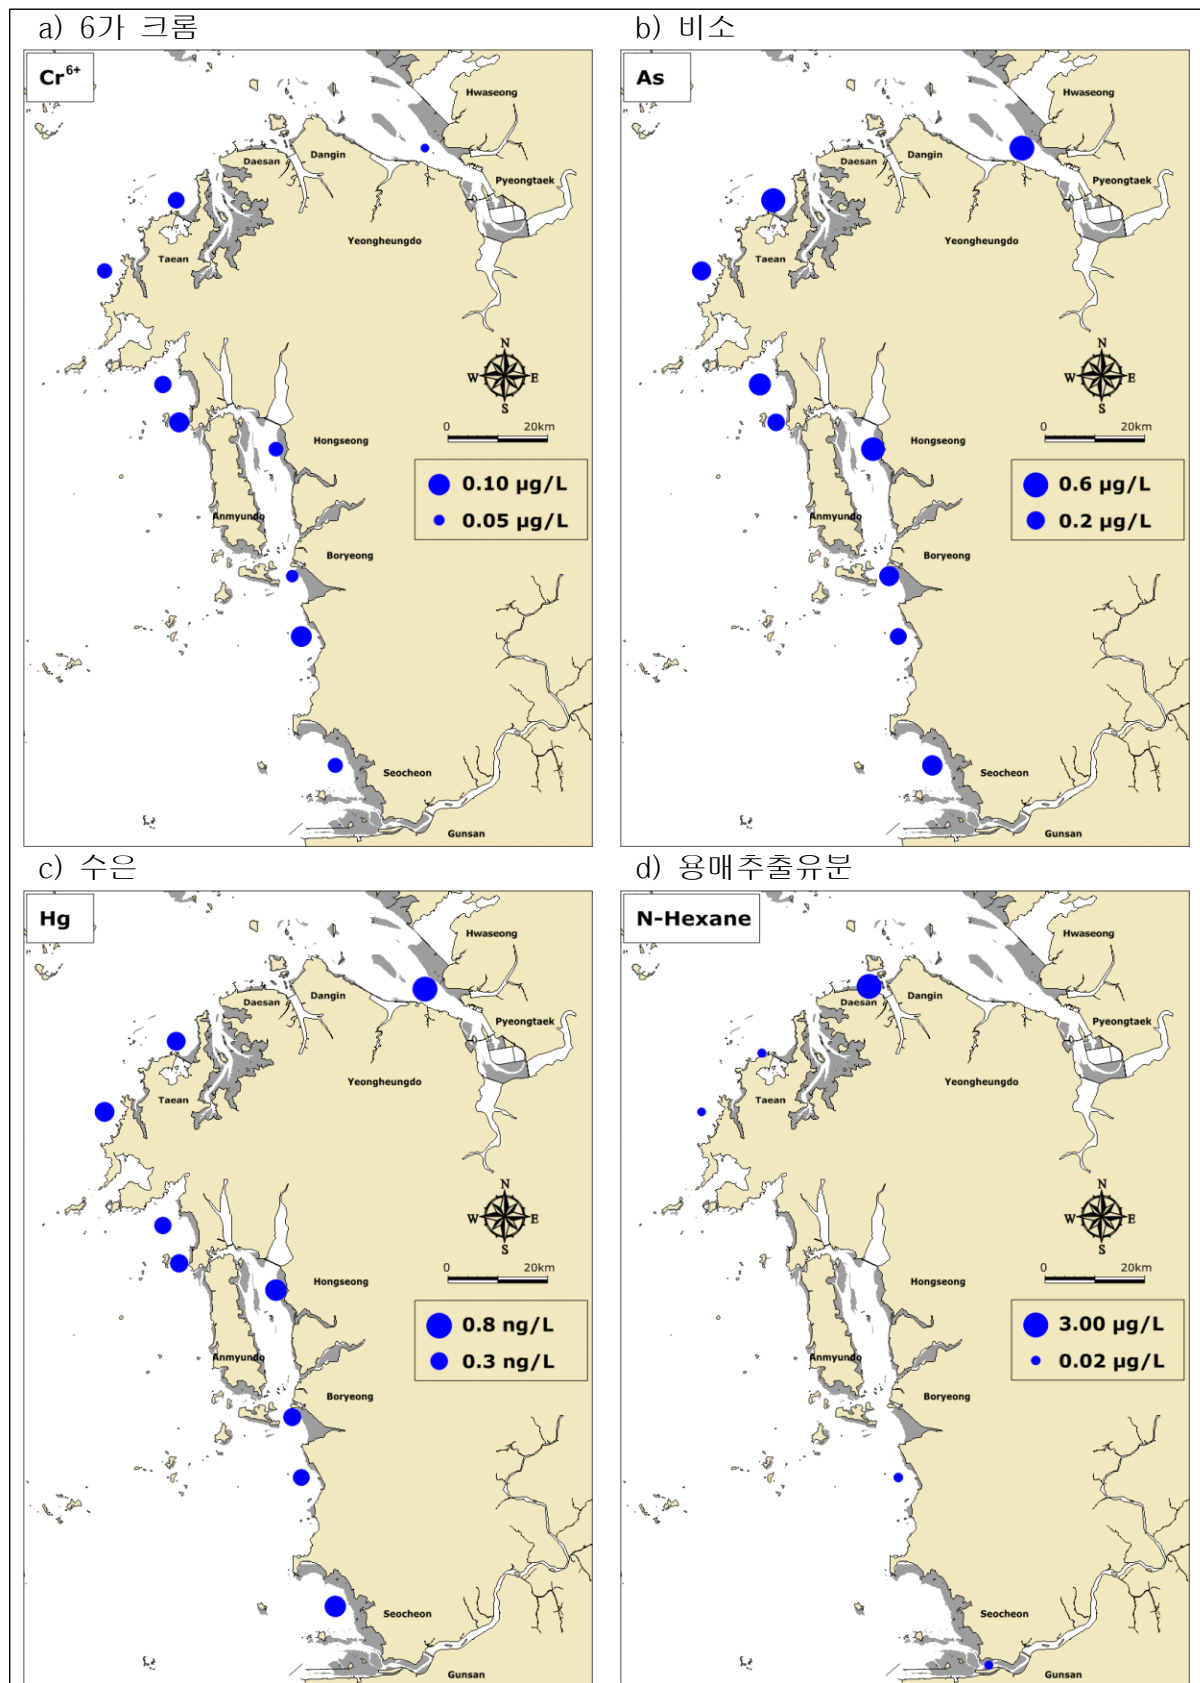 a) 6가 크롬
Cr6+
Hwaseong
Daesan
Dangin
Pyeongtaek
Yeongheungdo
Taean
N
W
E
S
0
20km
Hongseong
0.10 μg/L
0.05 μg/L
Anmyundo
Boryeong
Seocheon
Gunsan
b) 비소
As
Hwaseong
Daesan
Dangin
Pyeongtaek
Yeongheungdo
Taean
N
W
E
S
0
20km
Hongseong
0.6 μg/L
0.2 μg/L
Anmyundo
Boryeong
Seocheon
Gunsan
c) 수은
Hg
Hwaseong
Daesan
Dangin
Pyeongtaek
Yeongheungdo
Taean
N
W
E
S
0
20km
Hongseong
0.8 ng/L
0.3 ng/L
Anmyundo
Boryeong
Seocheon
Gunsan
d) 용매추출유분
N-Hexane
Hwaseong
Daesan
Dangin
Pyeongtaek
Yeongheungdo
Taean
N
W
E
S
0
20km
Hongseong
3.00 μg/L
0.02 μg/L
Anmyundo
Boryeong
Seocheon
Gunsan